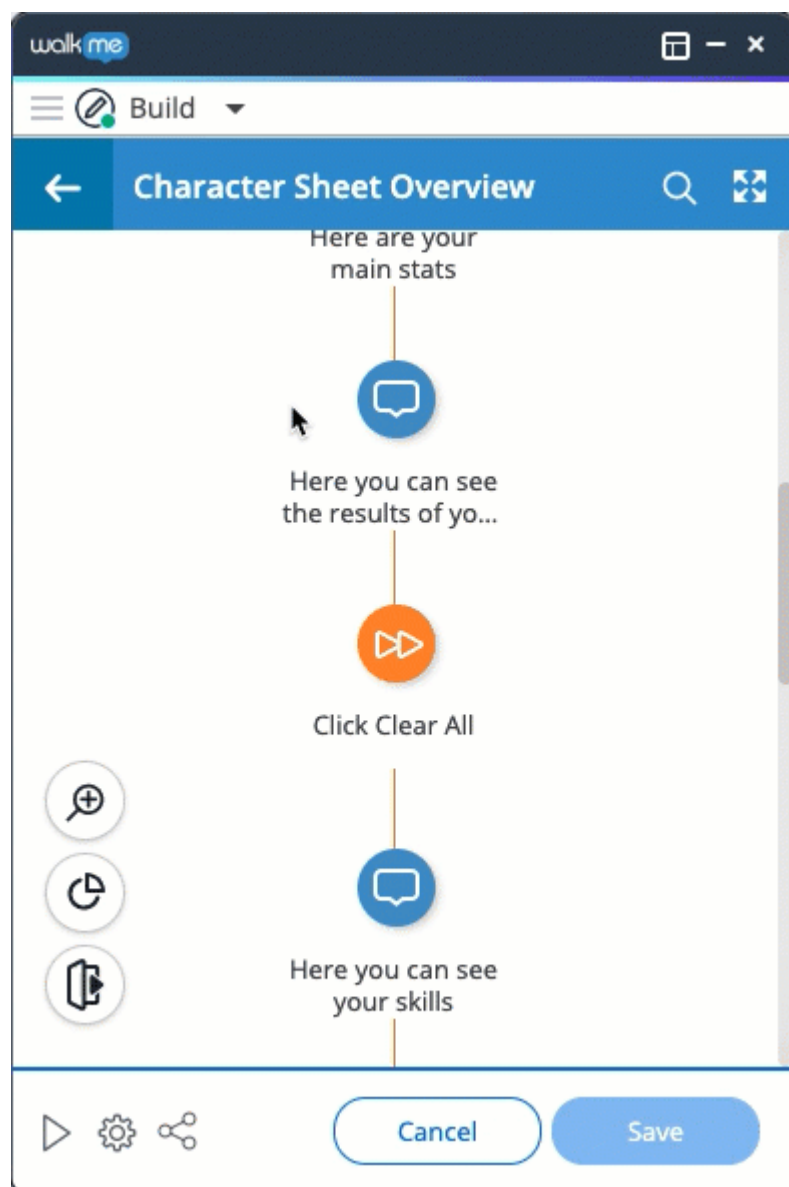 walkme
Build
Character Sheet Overview
Here are your
main stats
Here you can see
the results of yo...
Click Clear All
Here you can see
your skills
Cancel
Save